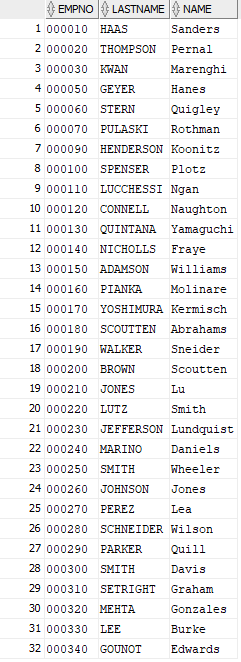 EMPNO LASTNAME NAME
1 000010 HAAS Sanders
2 000020 THOMPSON Pernal
3 000030 KWAN Marenghi
4 000050 GEYER Hanes
5 000060 STERN Quigley
6 000070 PULASKI Rothman
7 000090 HENDERSON Koonitz
8 000100 SPENSER Plotz
9 000110 LUCCHESSI Ngan
10 000120 CONNELL Naughton
11 000130 QUINTANA Yamaguchi
12 000140 NICHOLLS Fraye
13 000150 ADAMSON Williams
14 000160 PIANKA Molinare
15 000170 YOSHIMURA Kermisch
16 000180 SCOUTTEN Abrahams
17 000190 WALKER Sneider
18 000200 BROWN Scoutten
19 000210 JONES Lu
20 000220 LUTZ Smith
21 000230 JEFFERSON Lundquist
22 000240 MARINO Daniels
23 000250 SMITH Wheeler
24 000260 JOHNSON Jones
25 000270 PEREZ Lea
26 000280 SCHNEIDER Wilson
27 000290 PARKER Quill
28 000300 SMITH Davis
29 000310 SETRIGHT Graham
30 000320 MEHTA Gonzales
31 000330 LEE Burke
32 000340 GOUNOT Edwards